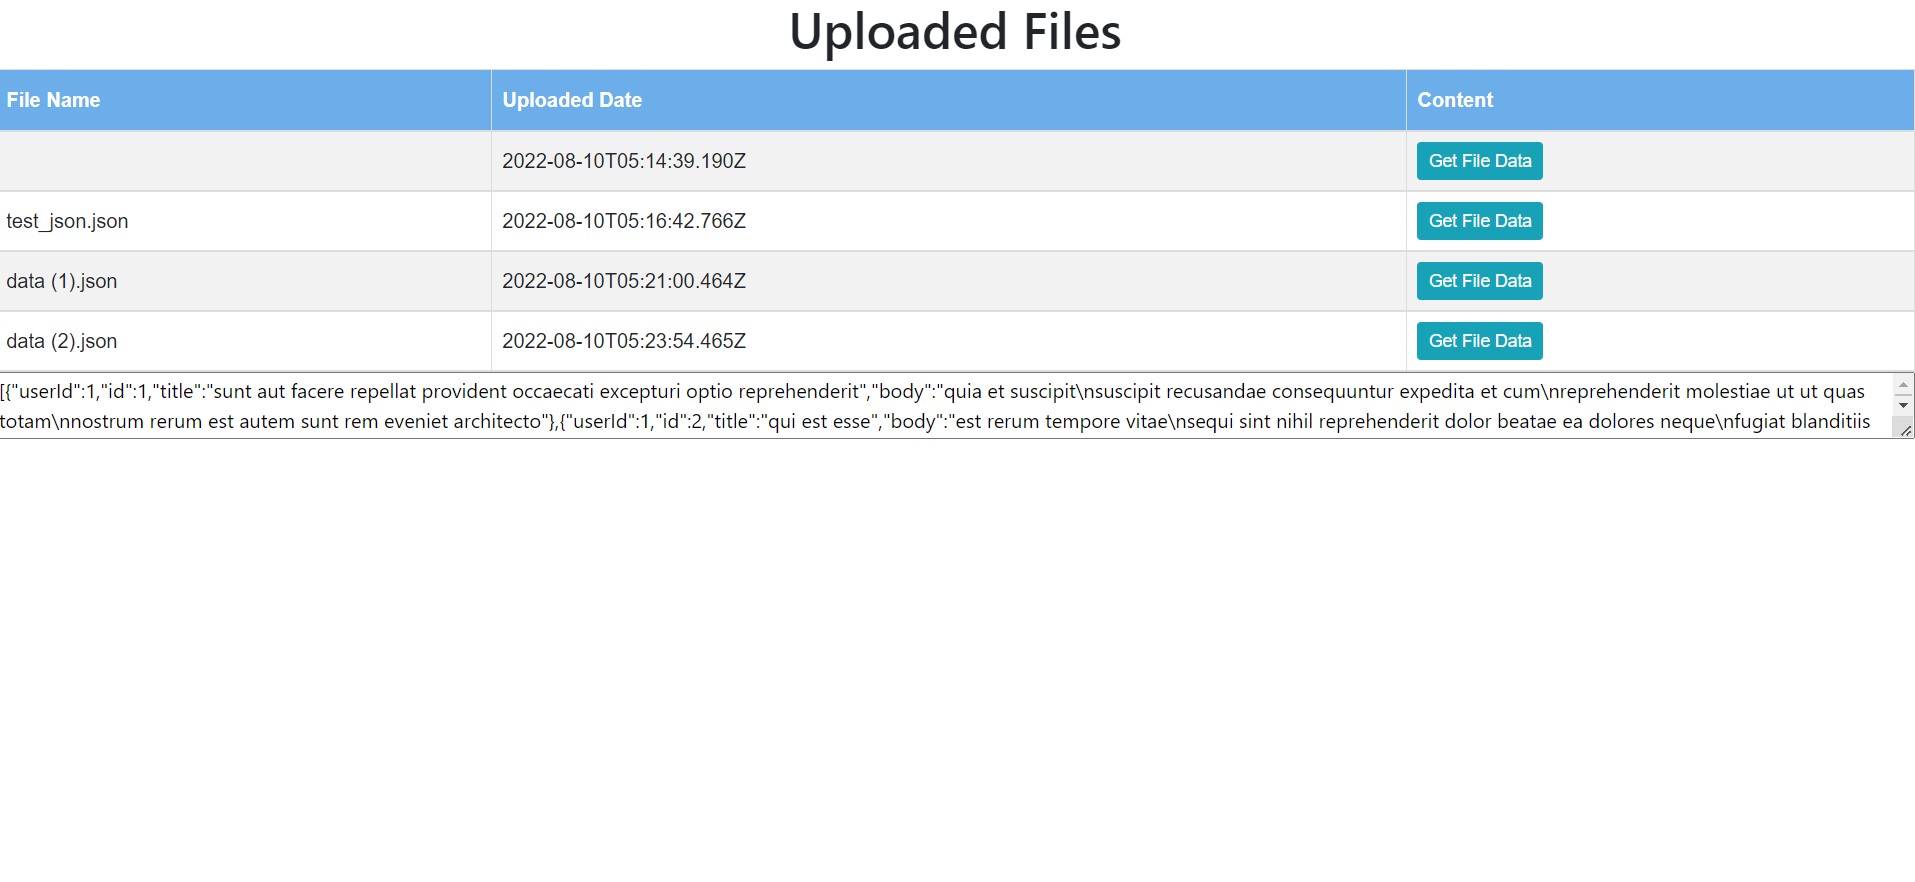 Uploaded Files
File Name Uploaded Date Content
2022-08-10T05:14:39.190Z Get File Data
test_json.json 2022-08-10T05:16:42.766Z Get File Data
data (1).json 2022-08-10T05:21:00.464Z Get File Data
data (2).json 2022-08-10T05:23:54.465Z Get File Data
[{"userId":1,"id":1,"title":"sunt aut facere repellat provident occaecati excepturi optio reprehenderit","body":"quia et suscipit\nsuscipit recusandae consequuntur expedita et cum\nreprehenderit molestiae ut ut quas
totam\nnostrum rerum est autem sunt rem eveniet architecto"},{"userId":1,"id":2,"title":"qui est esse","body":"est rerum tempore vitae\nsequi sint nihil reprehenderit dolor beatae ea dolores neque\nfugiat blanditiis